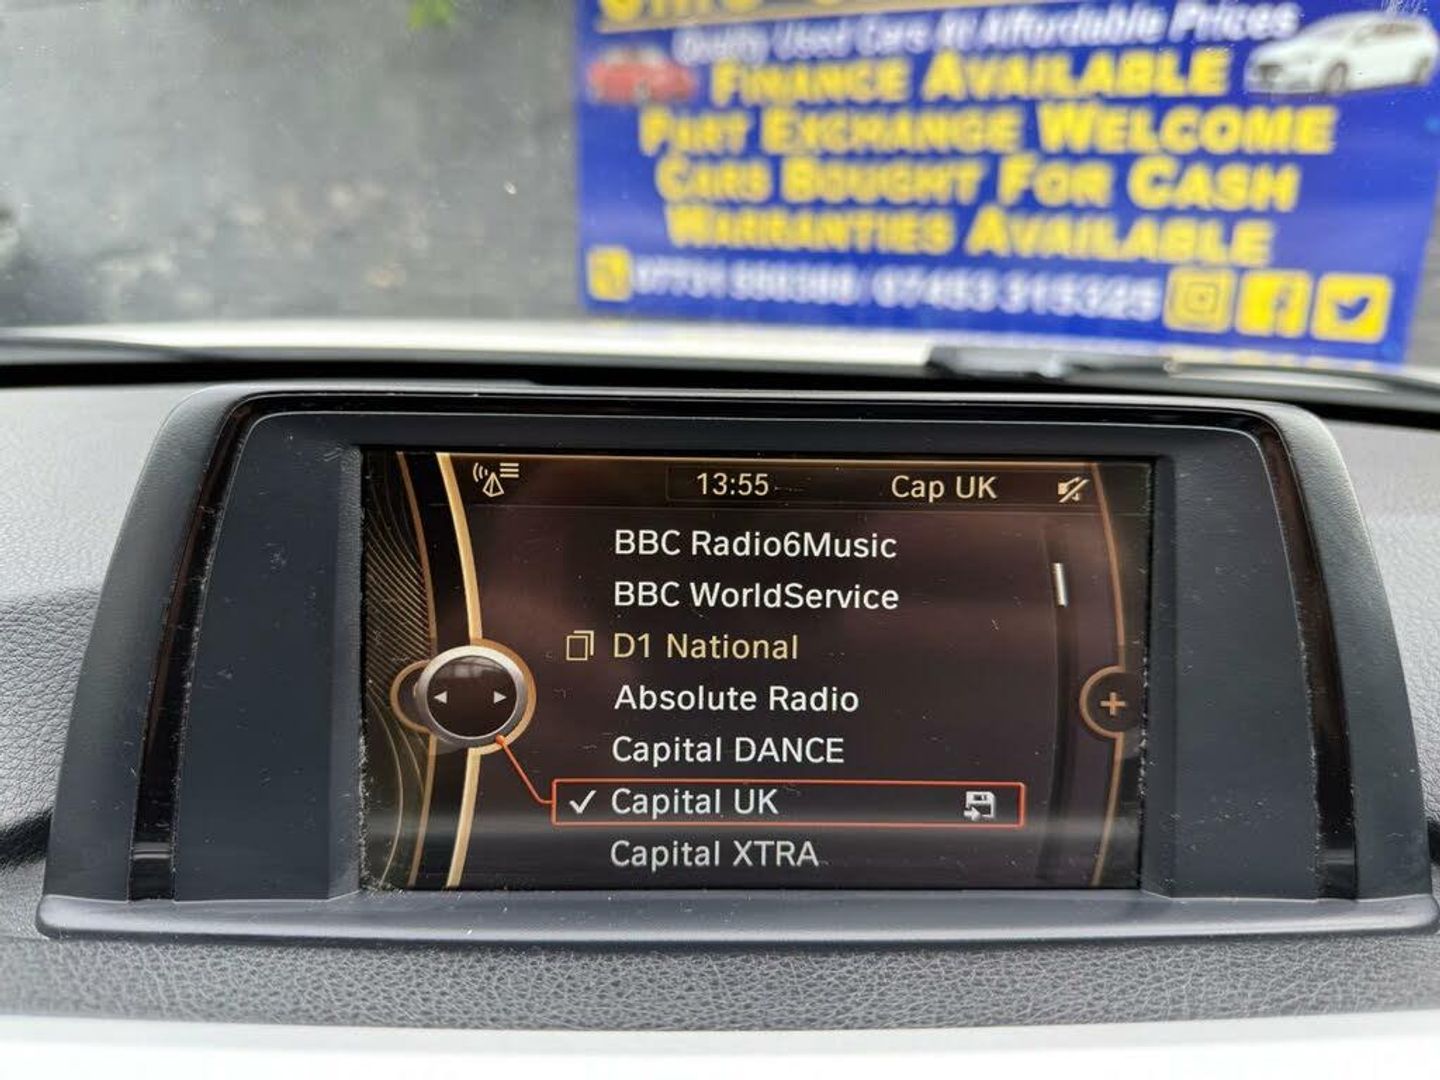 Quality Used Cars At Affordable Prices
FINANCE AVAILABLE
PART EXCHANGE WELCOME
CARS BOUGHT FOR CASH
WARRANTIES AVAILABLE
13:55
Cap UK
BBC Radio6Music
BBC WorldService
D1 National
Absolute Radio
Capital DANCE
Capital UK
Capital XTRA